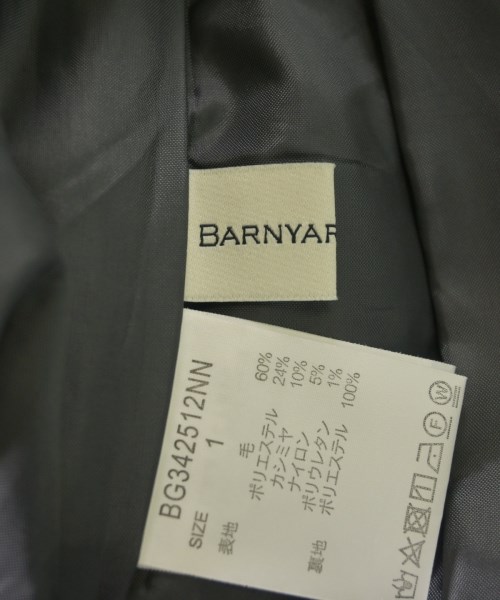 BARNYAR
BG342512NN
SIZE 1
表地 毛 60%
ポリエステル 24%
カシミヤ 10%
ナイロン 5%
ポリウレタン 1%
裏地 ポリエステル 100%
W
F